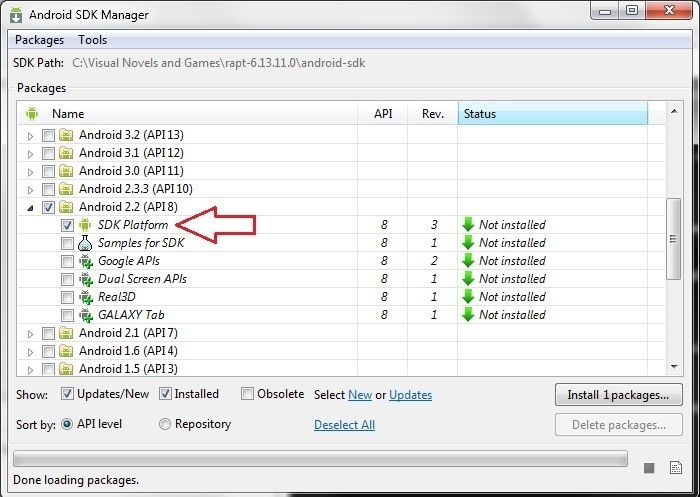 Android SDK Manager
Packages Tools
SDK Path: C:\Visual Novels and Games\rapt-6.13.11.0\android-sdk
Packages
Name API Rev. Status
Android 3.2 (API 13)
Android 3.1 (API 12)
Android 3.0 (API 11)
Android 2.3.3 (API 10)
Android 2.2 (API 8)
SDK Platform 8 3 Not installed
Samples for SDK 8 1 Not installed
Google APIs 8 2 Not installed
Dual Screen APIs 8 1 Not installed
Real3D 8 1 Not installed
GALAXY Tab 8 1 Not installed
Android 2.1 (API 7)
Android 1.6 (API 4)
Android 1.5 (API 3)
Show: Updates/New Installed Obsolete Select New or Updates Install 1 packages...
Sort by: API level Repository Deselect All Delete packages...
Done loading packages.